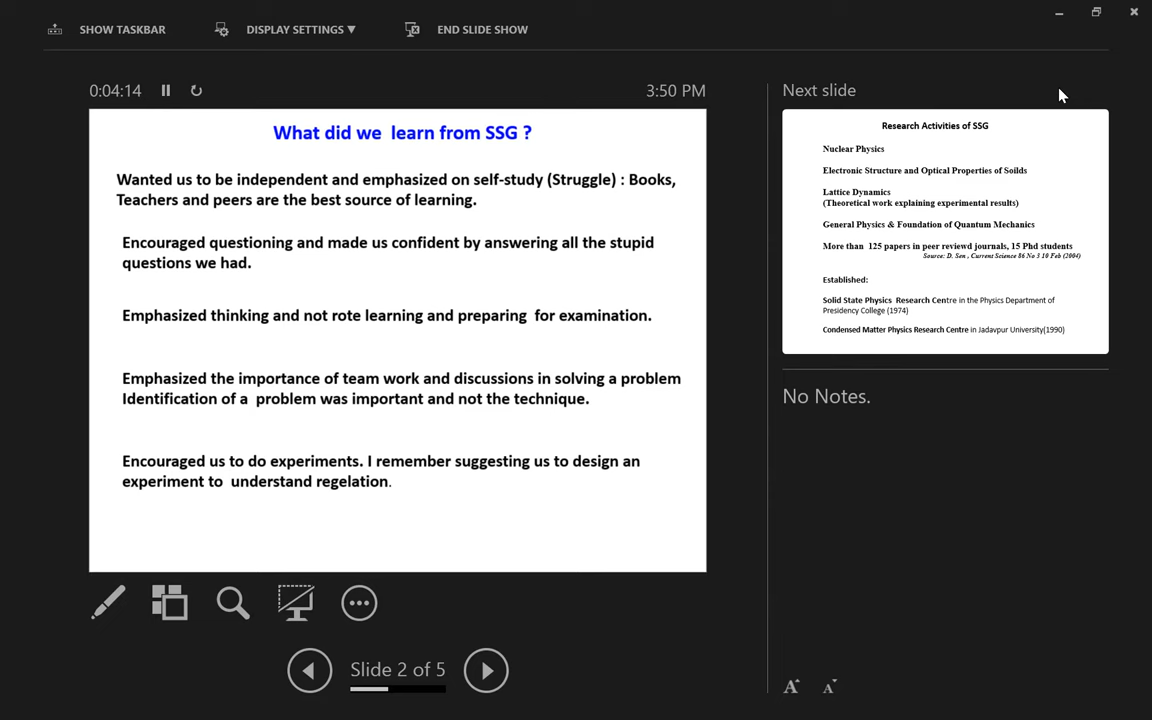 SHOW TASKBAR
DISPLAY SETTINGS ▼
END SLIDE SHOW
0:04:14
3:50 PM
What did we learn from SSG ?
Wanted us to be independent and emphasized on self-study (Struggle) : Books,
Teachers and peers are the best source of learning.
Encouraged questioning and made us confident by answering all the stupid
questions we had.
Emphasized thinking and not rote learning and preparing for examination.
Emphasized the importance of team work and discussions in solving a problem
Identification of a problem was important and not the technique.
Encouraged us to do experiments. I remember suggesting us to design an
experiment to understand regelation.
Slide 2 of 5
Next slide
Research Activities of SSG
Nuclear Physics
Electronic Structure and Optical Properties of Soilds
Lattice Dynamics
(Theoretical work explaining experimental results)
General Physics & Foundation of Quantum Mechanics
More than 125 papers in peer reviewd journals, 15 Phd students
Source: D. Sen , Current Science 86 No 3 10 Feb (2004)
Established:
Solid State Physics Research Centre in the Physics Department of
Presidency College (1974)
Condensed Matter Physics Research Centre in Jadavpur University(1990)
No Notes.
A A